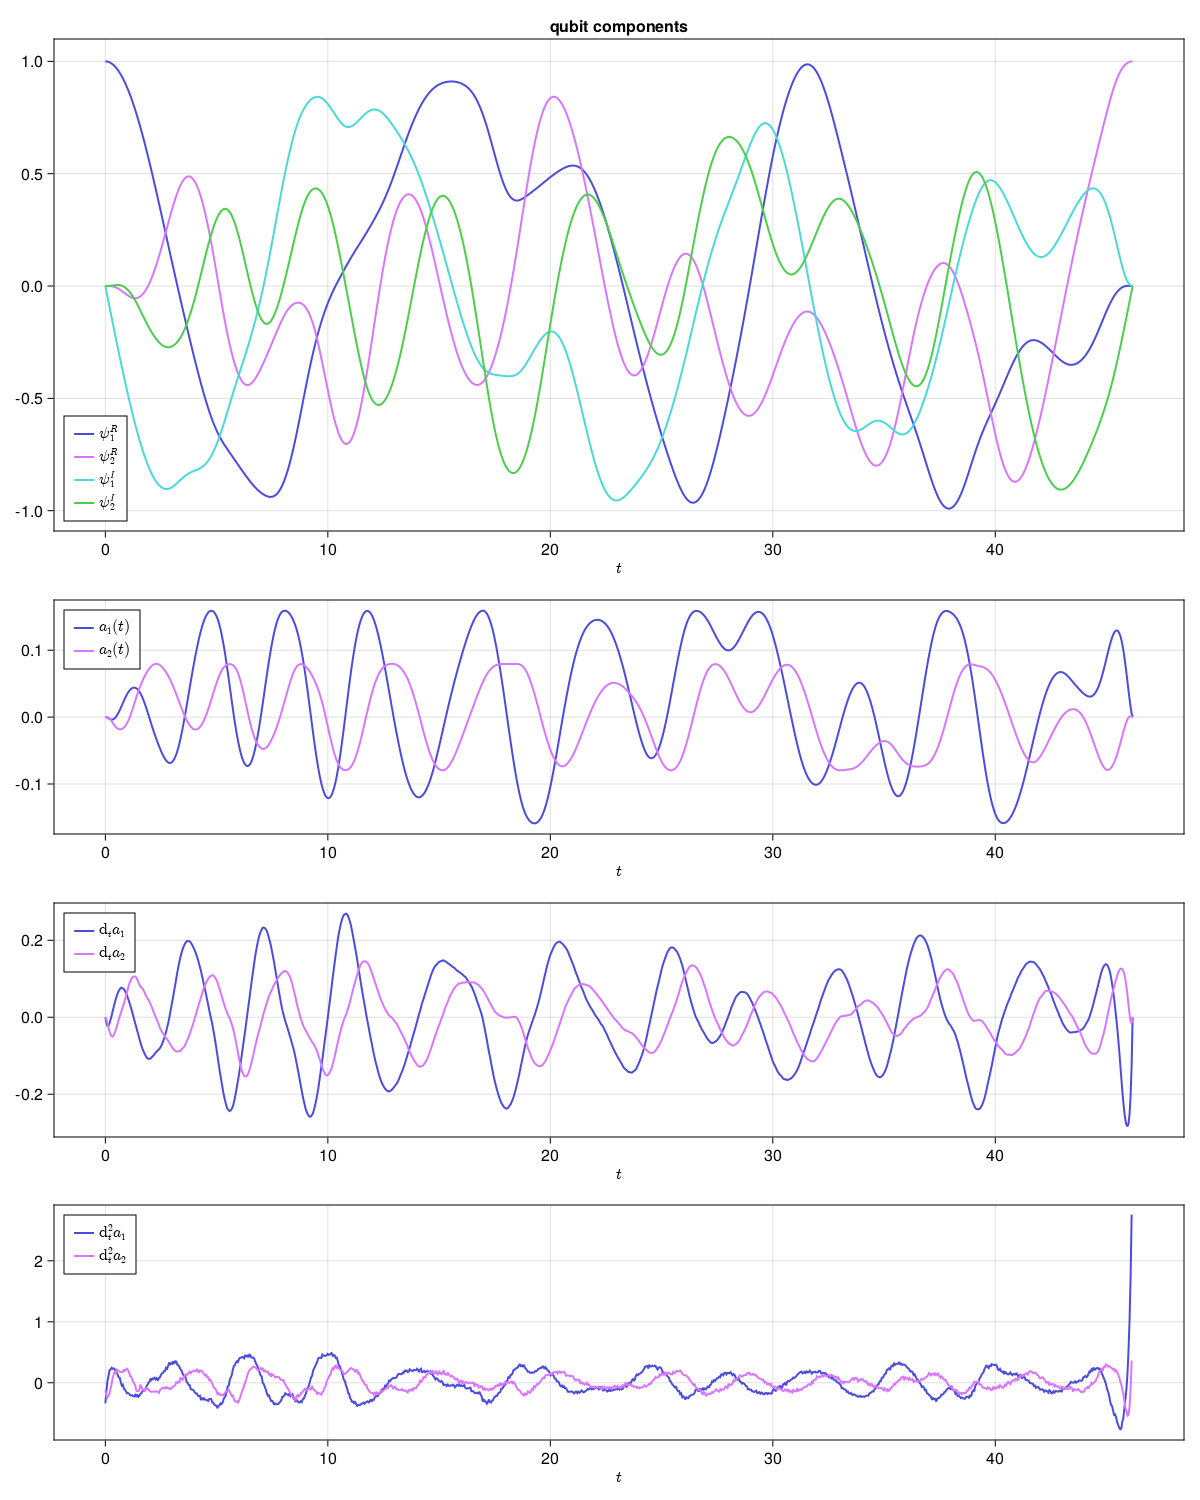 qubit components
1.0
0.5
0.0
-0.5
-1.0
ψ₁ᴿ
ψ₂ᴿ
ψ₁ᴵ
ψ₂ᴵ
0 10 20 30 40
t
0.1
0.0
-0.1
a₁(t)
a₂(t)
0 10 20 30 40
t
0.2
0.0
-0.2
dₜa₁
dₜa₂
0 10 20 30 40
t
2
1
0
dₜ²a₁
dₜ²a₂
0 10 20 30 40
t